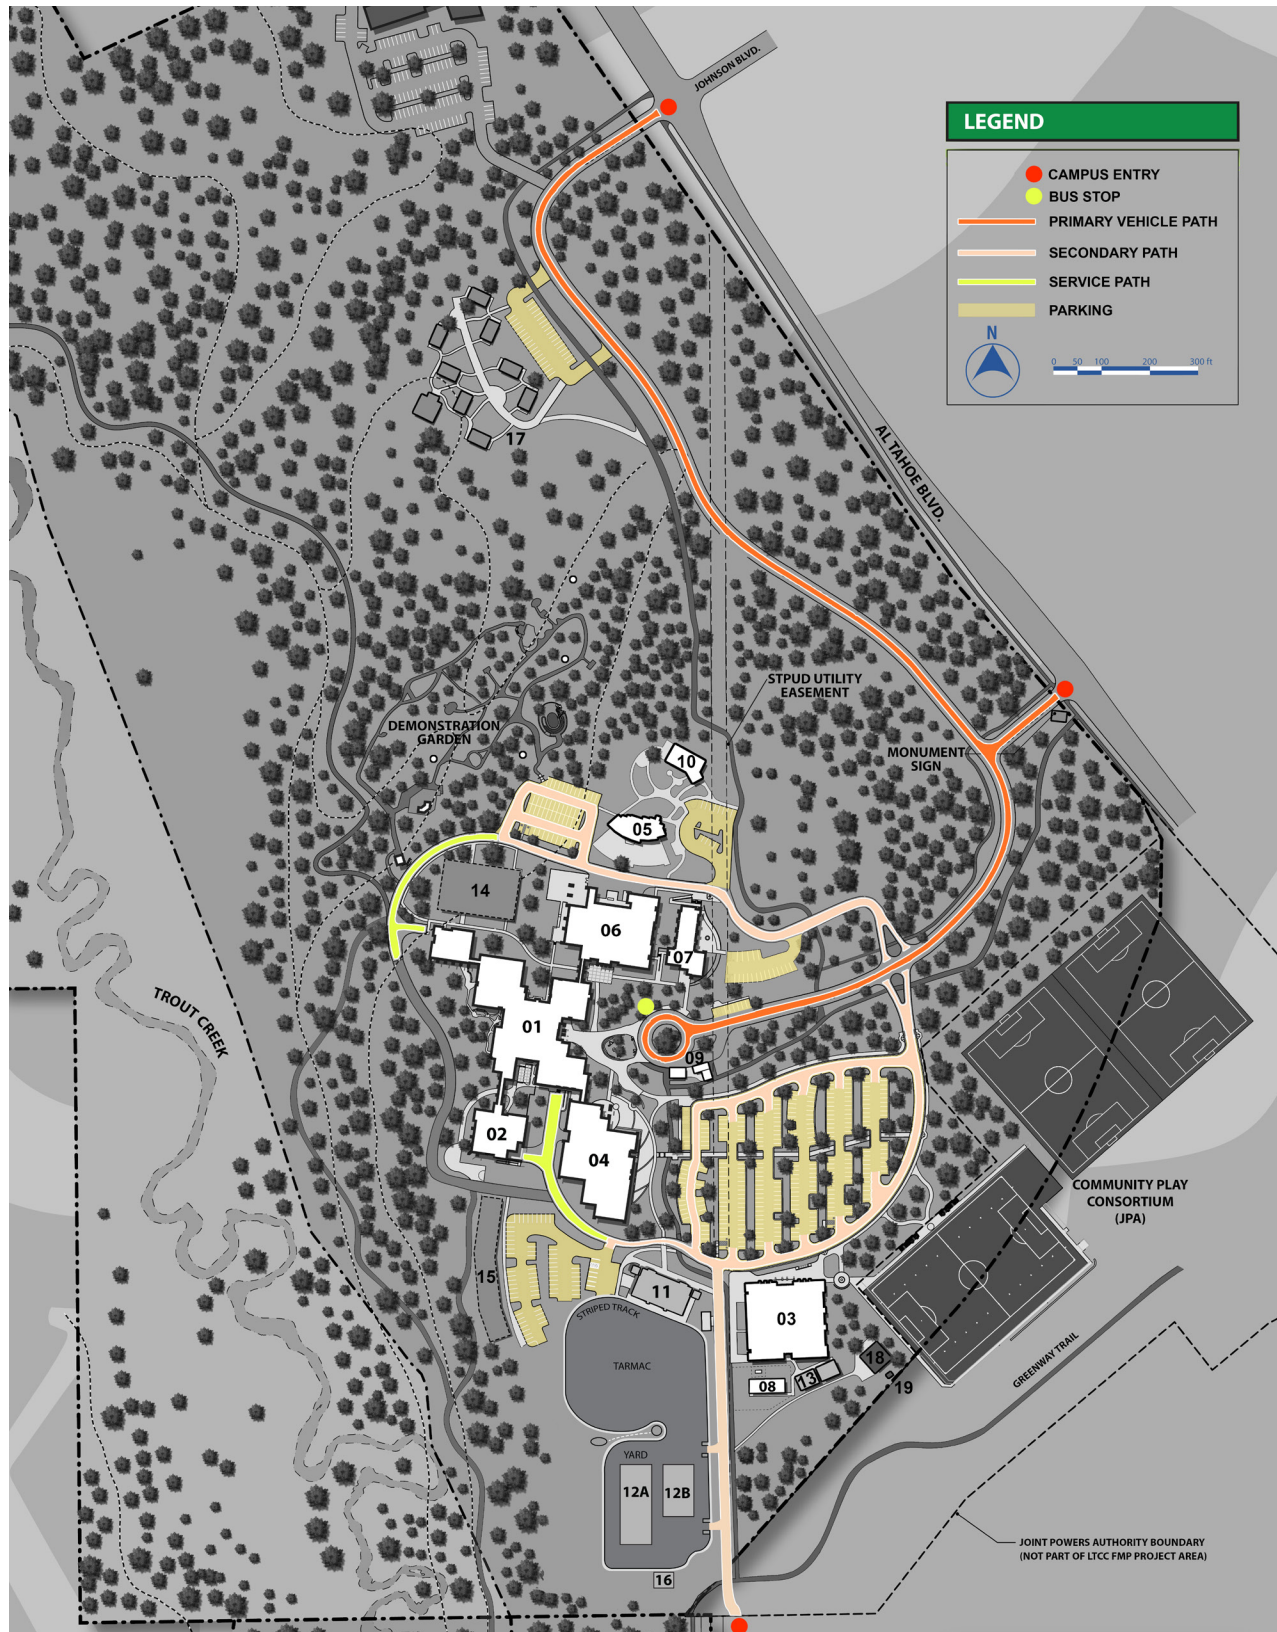 JOHNSON BLVD.
LEGEND
CAMPUS ENTRY
BUS STOP
PRIMARY VEHICLE PATH
SECONDARY PATH
SERVICE PATH
PARKING
N
0 50 100 200 300 ft
AL TAHOE BLVD.
17
STPUD UTILITY
EASEMENT
DEMONSTRATION
GARDEN
MONUMENT
SIGN
10
05
14
06
07
TROUT CREEK
01
09
02
04
COMMUNITY PLAY
CONSORTIUM
(JPA)
15
11
STRIPED TRACK
03
TARMAC
18
13
08
19
GREENWAY TRAIL
YARD
12A
12B
JOINT POWERS AUTHORITY BOUNDARY
(NOT PART OF LTCC FMP PROJECT AREA)
16